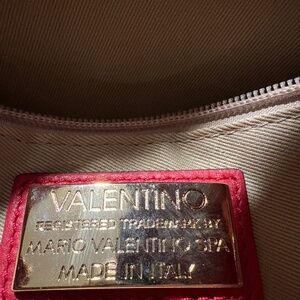 VALENTINO
REGISTERED TRADEMARK BY
MARIO VALENTINO SPA
MADE IN ITALY